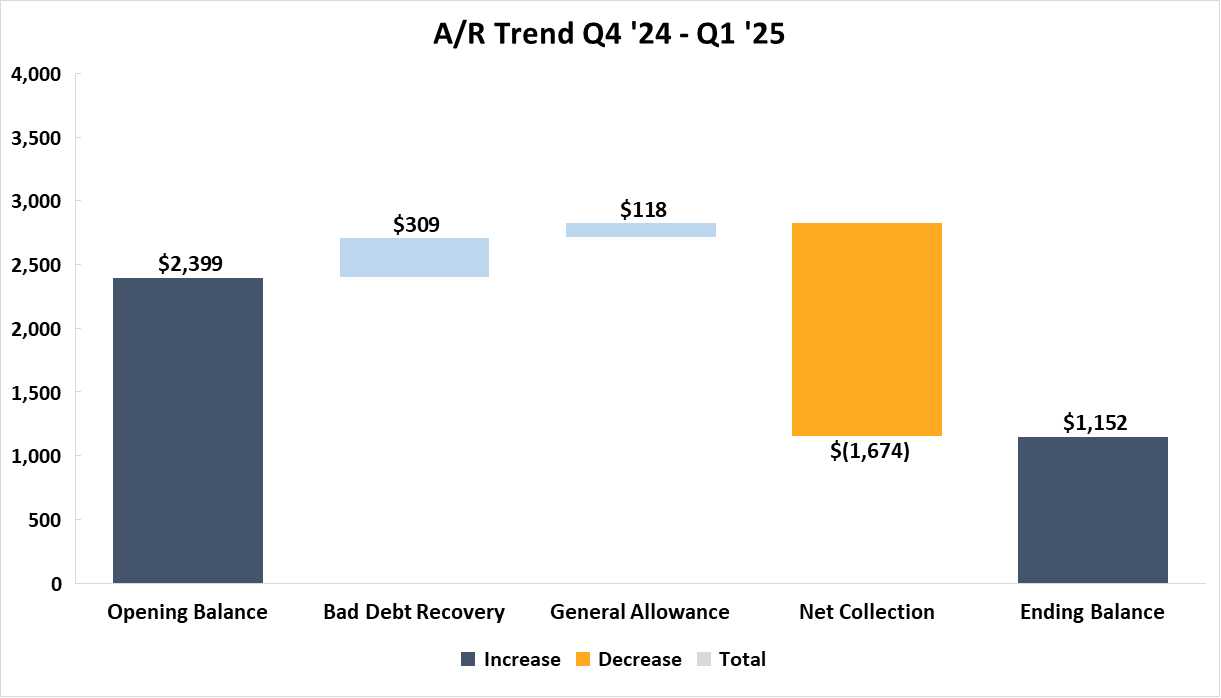 A/R Trend Q4 '24 - Q1 '25
4,000
3,500
3,000
2,500
2,000
1,500
1,000
500
0
$2,399
$309
$118
$(1,674)
$1,152
Opening Balance
Bad Debt Recovery
General Allowance
Net Collection
Ending Balance
Increase
Decrease
Total